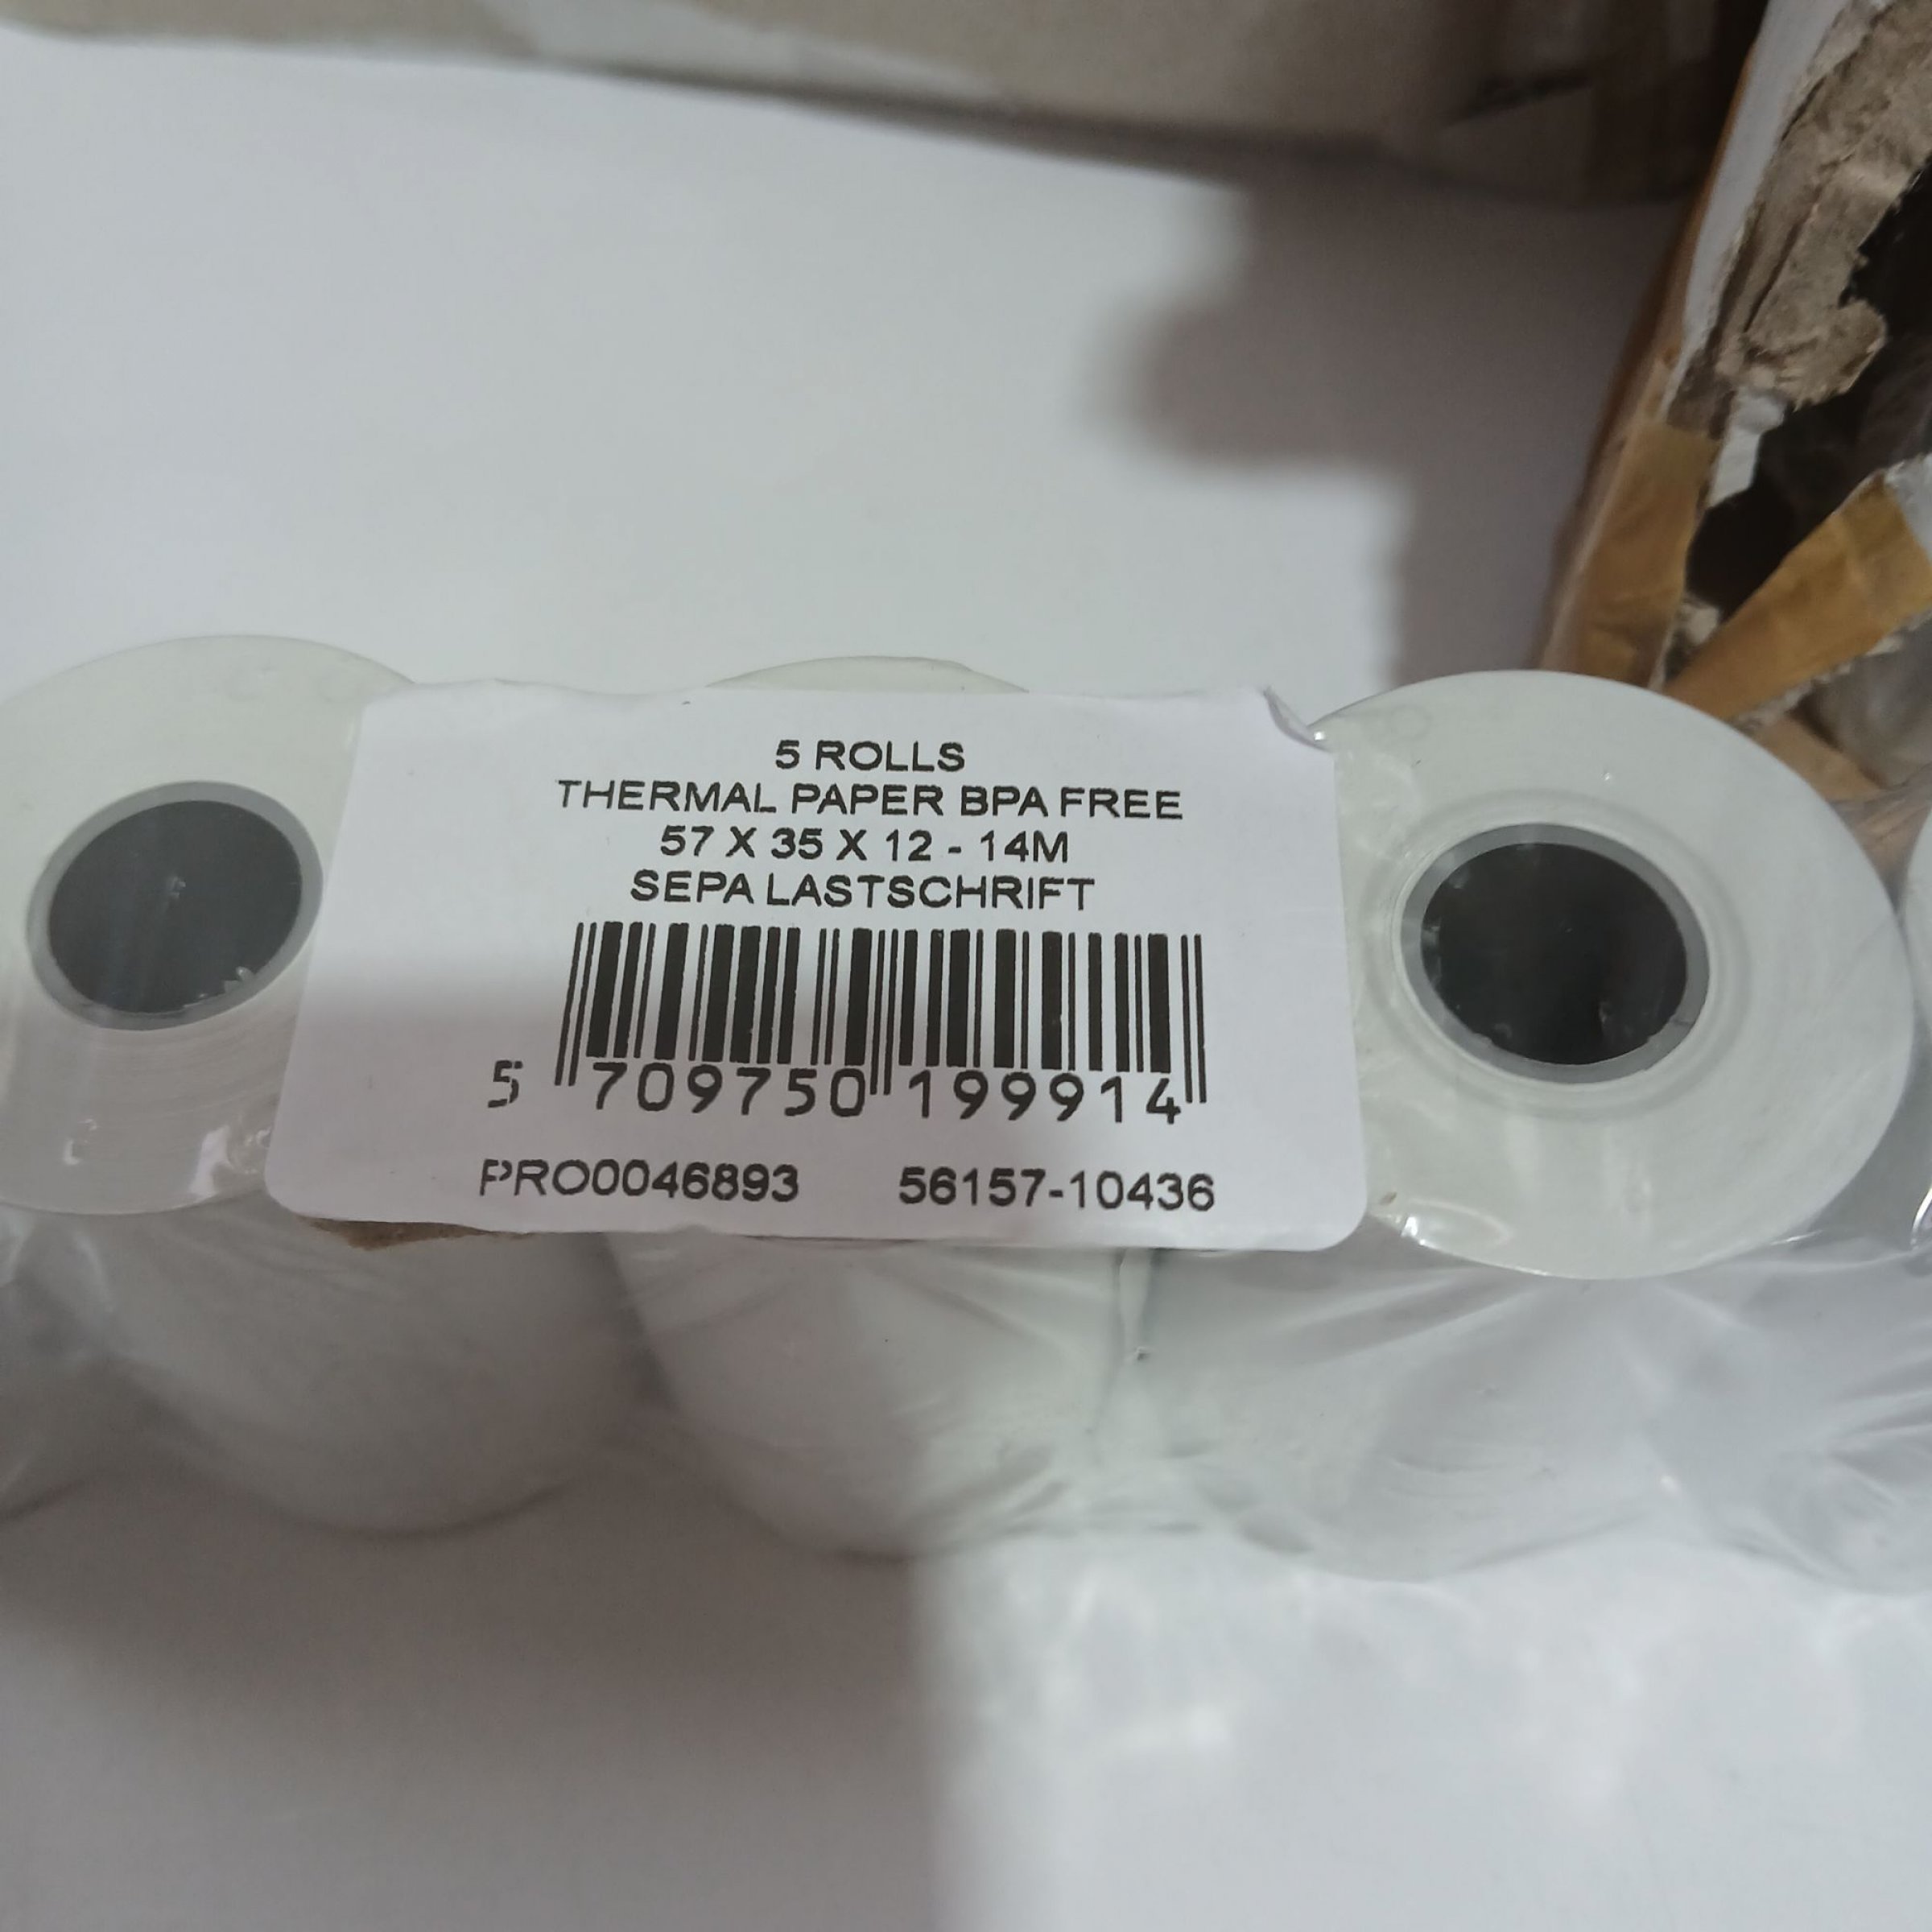 5 ROLLS
THERMAL PAPER BPA FREE
57 X 35 X 12 - 14M
SEPA LASTSCHRIFT
5 709750 199914
PRO0046893 56157-10436